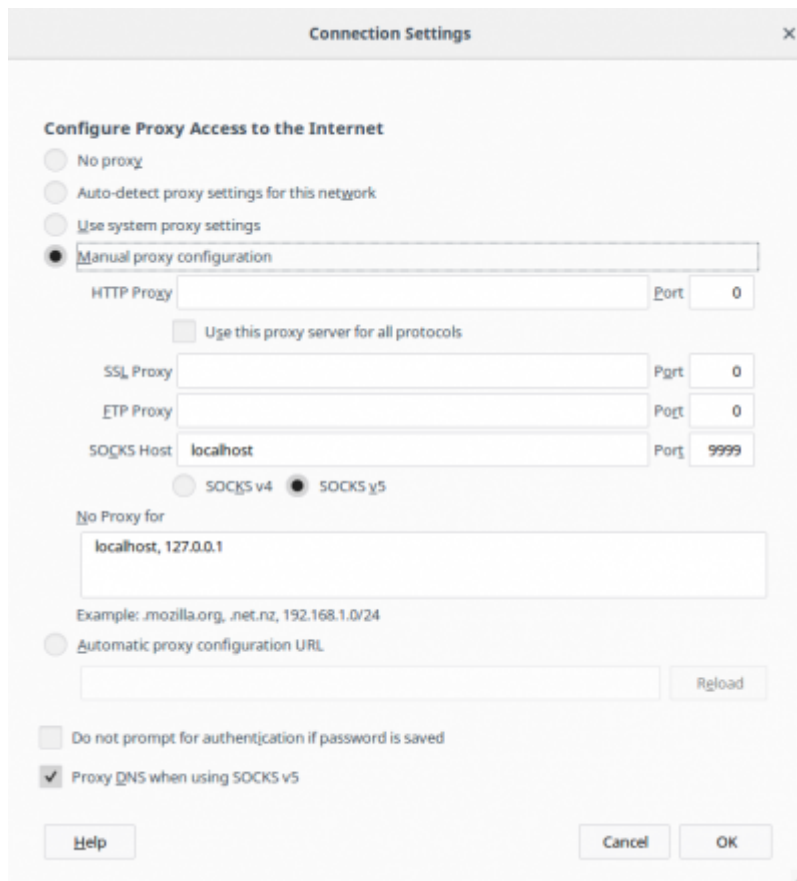 Connection Settings ×
Configure Proxy Access to the Internet
No proxy
Auto-detect proxy settings for this network
Use system proxy settings
Manual proxy configuration
HTTP Proxy Port 0
Use this proxy server for all protocols
SSL Proxy Port 0
FTP Proxy Port 0
SOCKS Host localhost Port 9999
SOCKS v4 SOCKS v5
No Proxy for
localhost, 127.0.0.1
Example: .mozilla.org, .net.nz, 192.168.1.0/24
Automatic proxy configuration URL
Reload
Do not prompt for authentication if password is saved
Proxy DNS when using SOCKS v5
Help Cancel OK